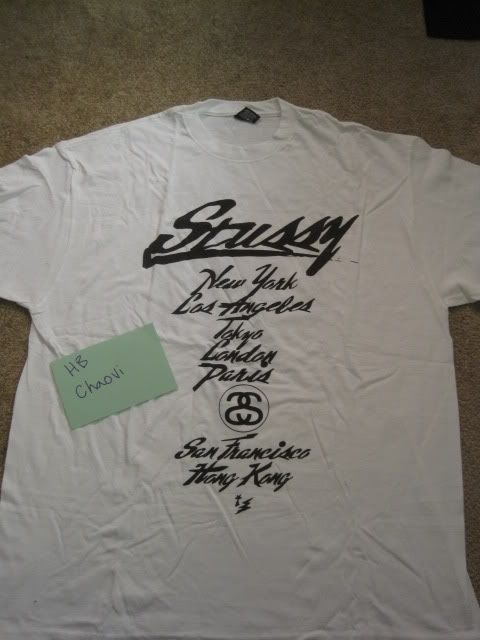 Stussy
New York
Los Angeles
Tokyo
London
Paris
San Francisco
Hong Kong
HB
Chaovi